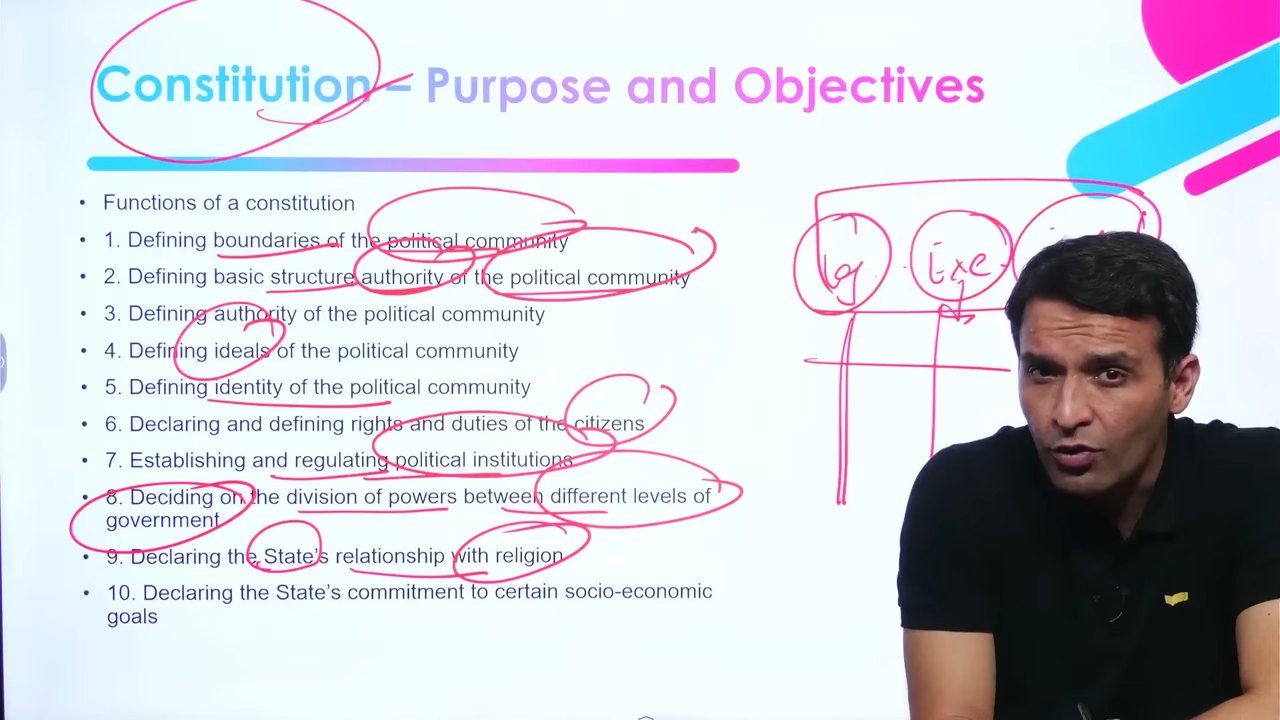 Constitution – Purpose and Objectives
• Functions of a constitution
• 1. Defining boundaries of the political community
• 2. Defining basic structure authority of the political community
• 3. Defining authority of the political community
• 4. Defining ideals of the political community
• 5. Defining identity of the political community
• 6. Declaring and defining rights and duties of the citizens
• 7. Establishing and regulating political institutions
• 8. Deciding on the division of powers between different levels of
government
• 9. Declaring the State's relationship with religion
• 10. Declaring the State's commitment to certain socio-economic
goals
lg Exe